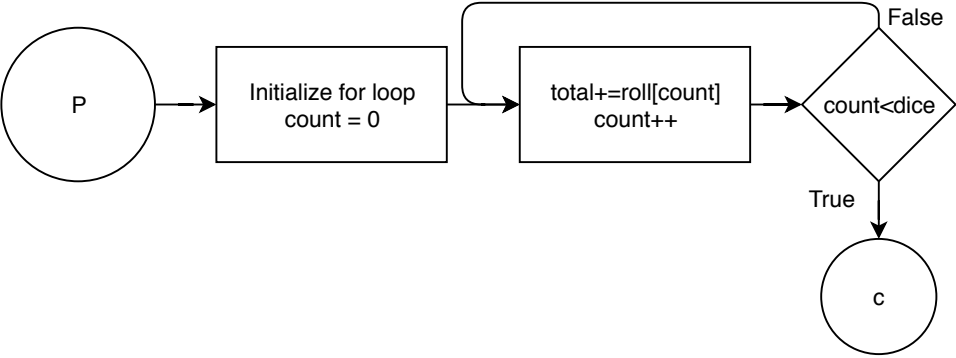 P
Initialize for loop
count = 0
total+=roll[count]
count++
count<dice
False
True
c